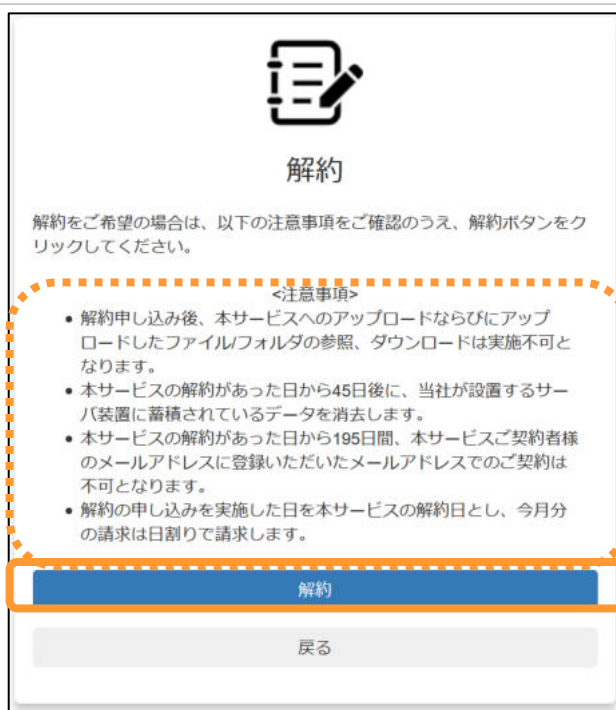 解約
解約をご希望の場合は、以下の注意事項をご確認のうえ、解約ボタンをク
リックしてください。
<注意事項>
● 解約申し込み後、本サービスへのアップロードならびにアップ
ロードしたファイル/フォルダの参照、ダウンロードは実施不可と
なります。
● 本サービスの解約があった日から45日後に、当社が設置するサー
バ装置に蓄積されているデータを消去します。
● 本サービスの解約があった日から195日間、本サービスご契約者様
のメールアドレスに登録いただいたメールアドレスでのご契約は
不可となります。
● 解約の申し込みを実施した日を本サービスの解約日とし、今月分
の請求は日割りで請求します。
解約
戻る